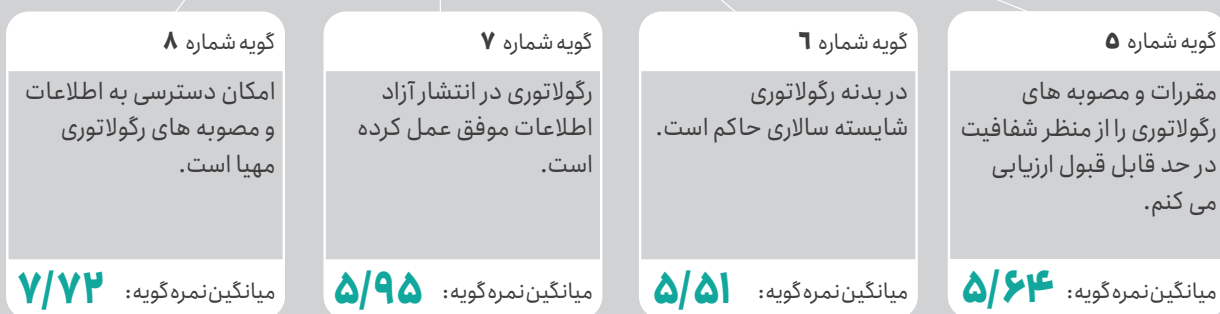 گویه شماره ۵
مقررات و مصوبه های
رگولاتوری را از منظر شفافیت
در حد قابل قبول ارزیابی
می کنم.
میانگین نمره گویه: ۵/۶۴
گویه شماره ۶
در بدنه رگولاتوری
شایسته سالاری حاکم است.
میانگین نمره گویه: ۵/۵۱
گویه شماره ۷
رگولاتوری در انتشار آزاد
اطلاعات موفق عمل کرده
است.
میانگین نمره گویه: ۵/۹۵
گویه شماره ۸
امکان دسترسی به اطلاعات
و مصوبه های رگولاتوری
مهیا است.
میانگین نمره گویه: ۷/۷۲